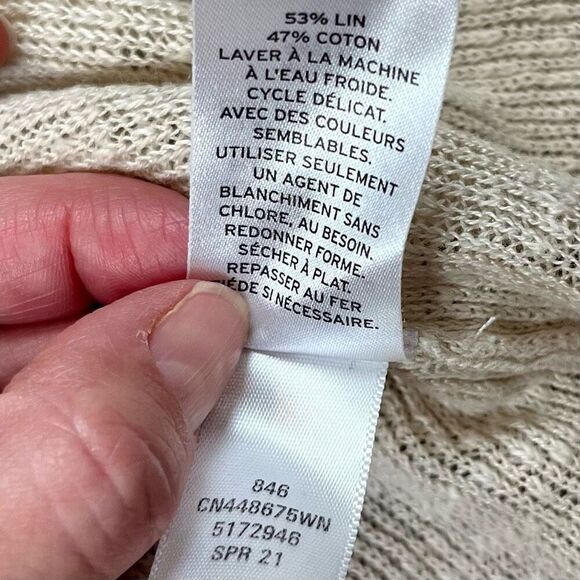 53% LIN
47% COTON
LAVER À LA MACHINE
À L'EAU FROIDE.
CYCLE DÉLICAT.
AVEC DES COULEURS
SEMBLABLES.
UTILISER SEULEMENT
UN AGENT DE
BLANCHIMENT SANS
CHLORE, AU BESOIN.
REDONNER FORME.
SÉCHER À PLAT.
REPASSER AU FER
TIÉDE SI NÉCESSAIRE.
846
CN448675WN
5172946
SPR 21